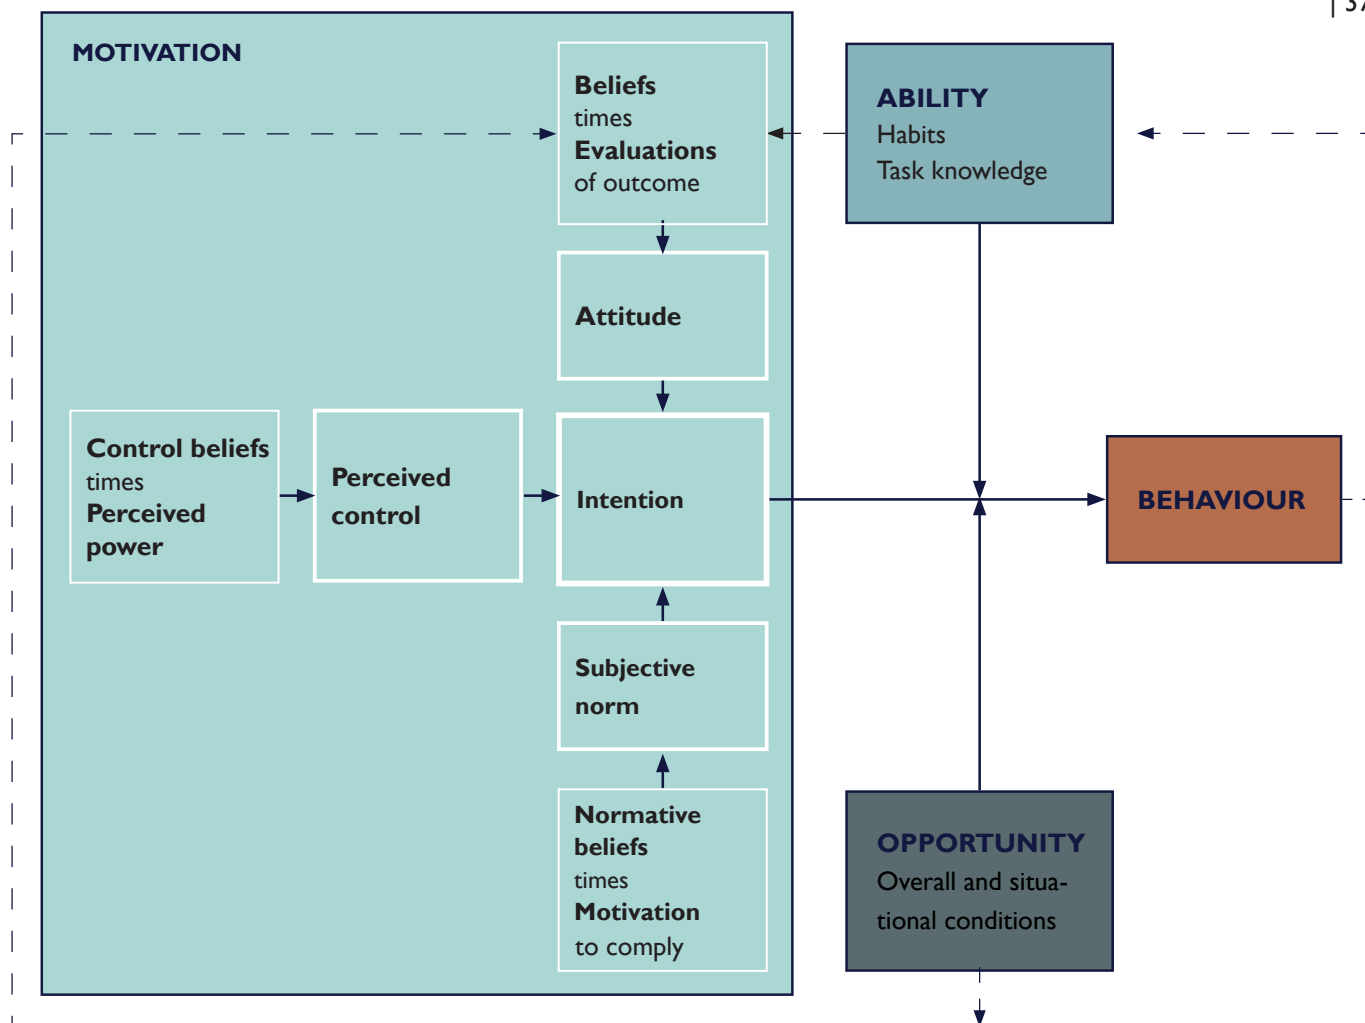 | 37
MOTIVATION
Beliefs
times
Evaluations
of outcome
ABILITY
Habits
Task knowledge
Attitude
Control beliefs
times
Perceived
power
Perceived
control
Intention
BEHAVIOUR
Subjective
norm
Normative
beliefs
times
Motivation
to comply
OPPORTUNITY
Overall and situa-
tional conditions